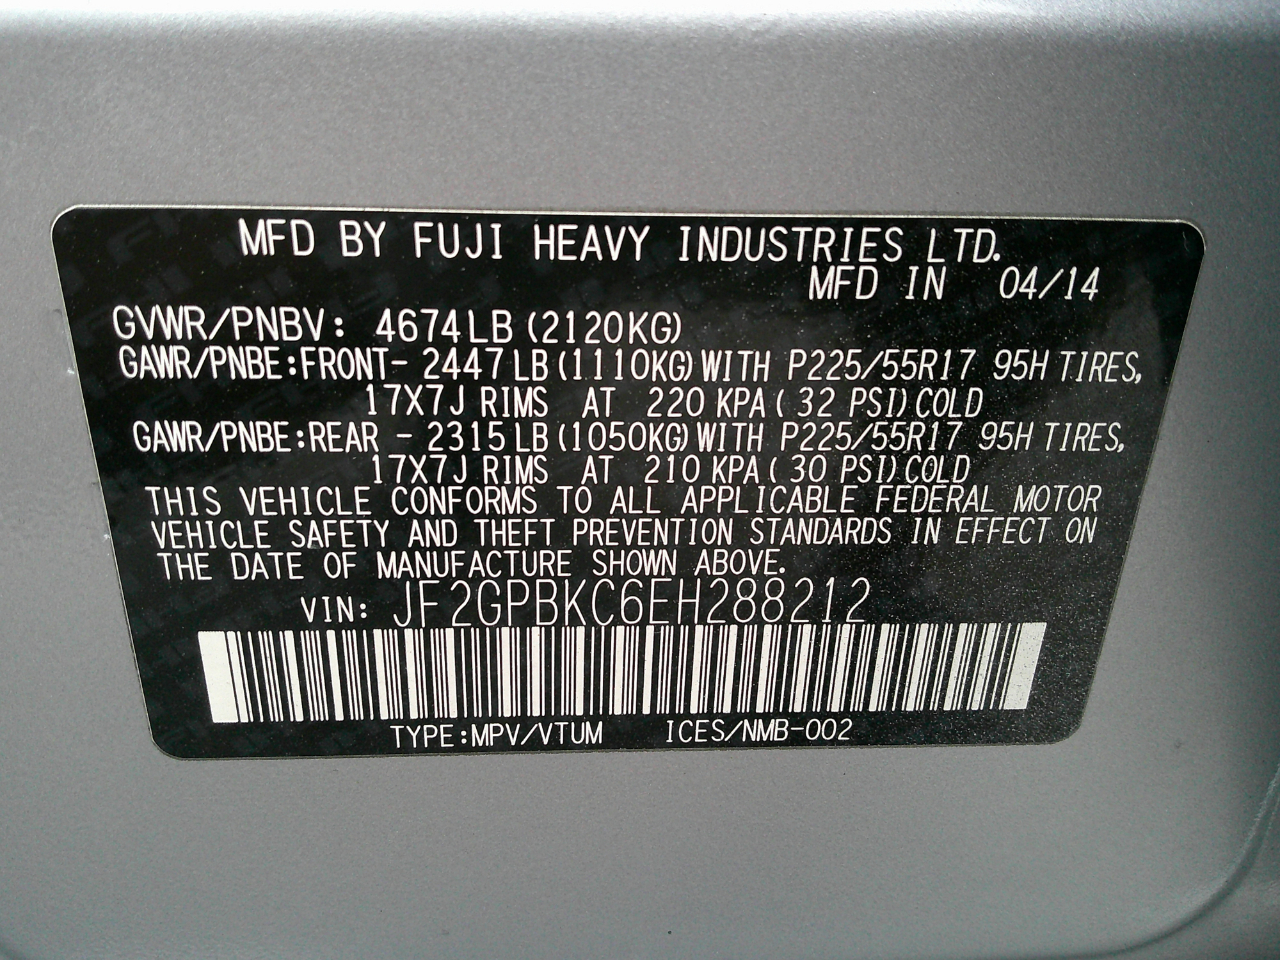 MFD BY FUJI HEAVY INDUSTRIES LTD.
MFD IN 04/14
GVWR/PNBV: 4674LB (2120KG)
GAWR/PNBE:FRONT- 2447LB (1110KG) WITH P225/55R17 95H TIRES,
17X7J RIMS AT 220 KPA ( 32 PSI) COLD
GAWR/PNBE:REAR - 2315LB (1050KG) WITH P225/55R17 95H TIRES,
17X7J RIMS AT 210 KPA ( 30 PSI) COLD
THIS VEHICLE CONFORMS TO ALL APPLICABLE FEDERAL MOTOR
VEHICLE SAFETY AND THEFT PREVENTION STANDARDS IN EFFECT ON
THE DATE OF MANUFACTURE SHOWN ABOVE.
VIN: JF2GPBKC6EH288212
TYPE:MPV/VTUM ICES/NMB-002